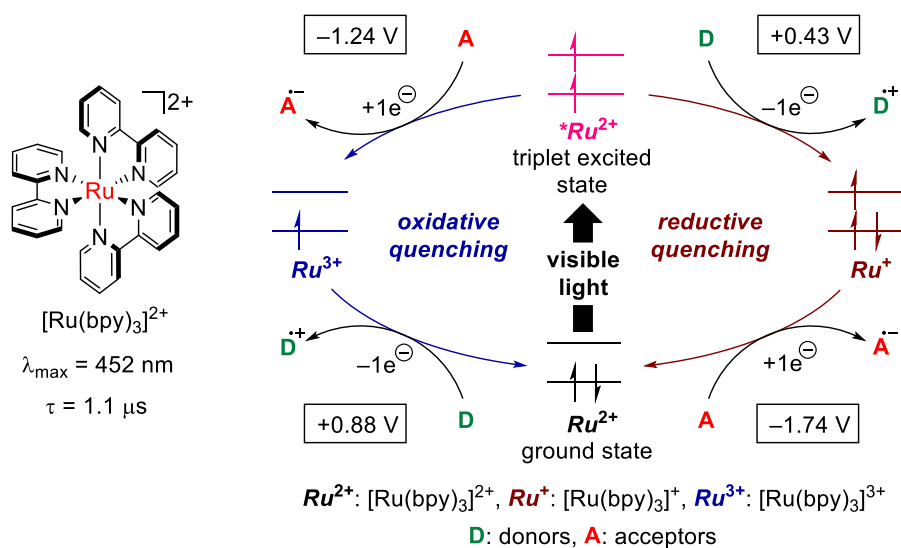 –1.24 V
A
D
+0.43 V
A•–
+1e⊖
–1e⊖
D•+
*Ru2+
triplet excited
state
]2+
N
N
N
N
N
N
Ru
oxidative
quenching
reductive
quenching
Ru3+
Ru+
visible
light
[Ru(bpy)3]2+
λmax = 452 nm
τ = 1.1 μs
D•+
–1e⊖
+1e⊖
A•–
+0.88 V
D
Ru2+
ground state
A
–1.74 V
Ru2+: [Ru(bpy)3]2+, Ru+: [Ru(bpy)3]+, Ru3+: [Ru(bpy)3]3+
D: donors, A: acceptors